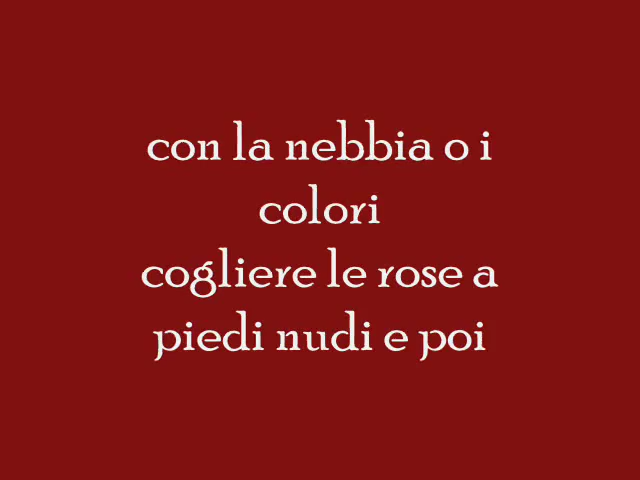 con la nebbia o i
colori
cogliere le rose a
piedi nudi e poi